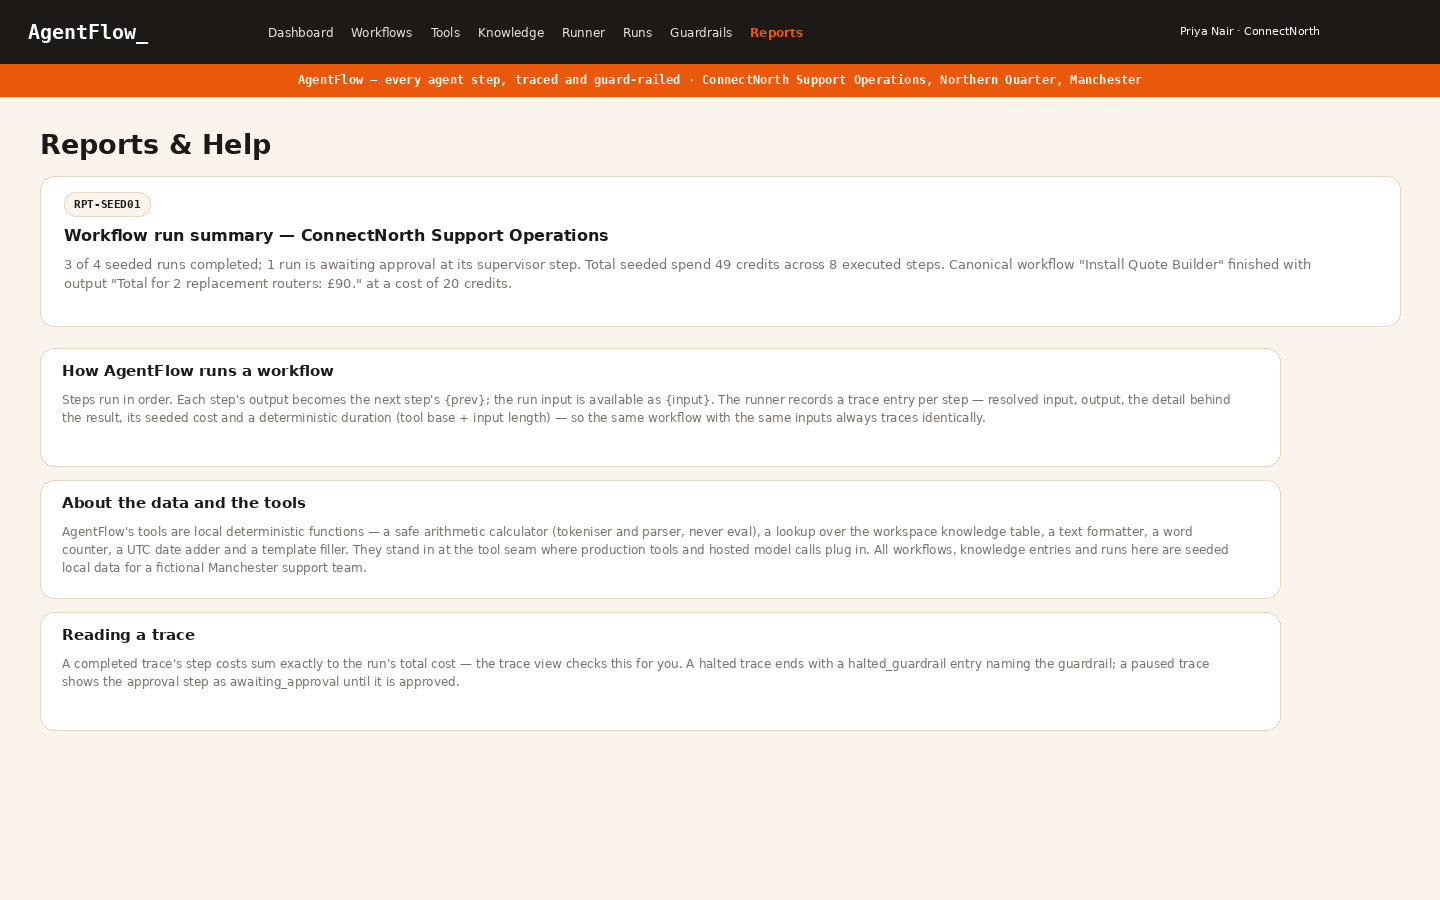 AgentFlow_
Dashboard Workflows Tools Knowledge Runner Runs Guardrails Reports
Priya Nair · ConnectNorth
AgentFlow — every agent step, traced and guard-railed · ConnectNorth Support Operations, Northern Quarter, Manchester
Reports & Help
RPT-SEED01
Workflow run summary — ConnectNorth Support Operations
3 of 4 seeded runs completed; 1 run is awaiting approval at its supervisor step. Total seeded spend 49 credits across 8 executed steps. Canonical workflow "Install Quote Builder" finished with
output "Total for 2 replacement routers: £90." at a cost of 20 credits.
How AgentFlow runs a workflow
Steps run in order. Each step's output becomes the next step's {prev}; the run input is available as {input}. The runner records a trace entry per step — resolved input, output, the detail behind
the result, its seeded cost and a deterministic duration (tool base + input length) — so the same workflow with the same inputs always traces identically.
About the data and the tools
AgentFlow's tools are local deterministic functions — a safe arithmetic calculator (tokeniser and parser, never eval), a lookup over the workspace knowledge table, a text formatter, a word
counter, a UTC date adder and a template filler. They stand in at the tool seam where production tools and hosted model calls plug in. All workflows, knowledge entries and runs here are seeded
local data for a fictional Manchester support team.
Reading a trace
A completed trace's step costs sum exactly to the run's total cost — the trace view checks this for you. A halted trace ends with a halted_guardrail entry naming the guardrail; a paused trace
shows the approval step as awaiting_approval until it is approved.